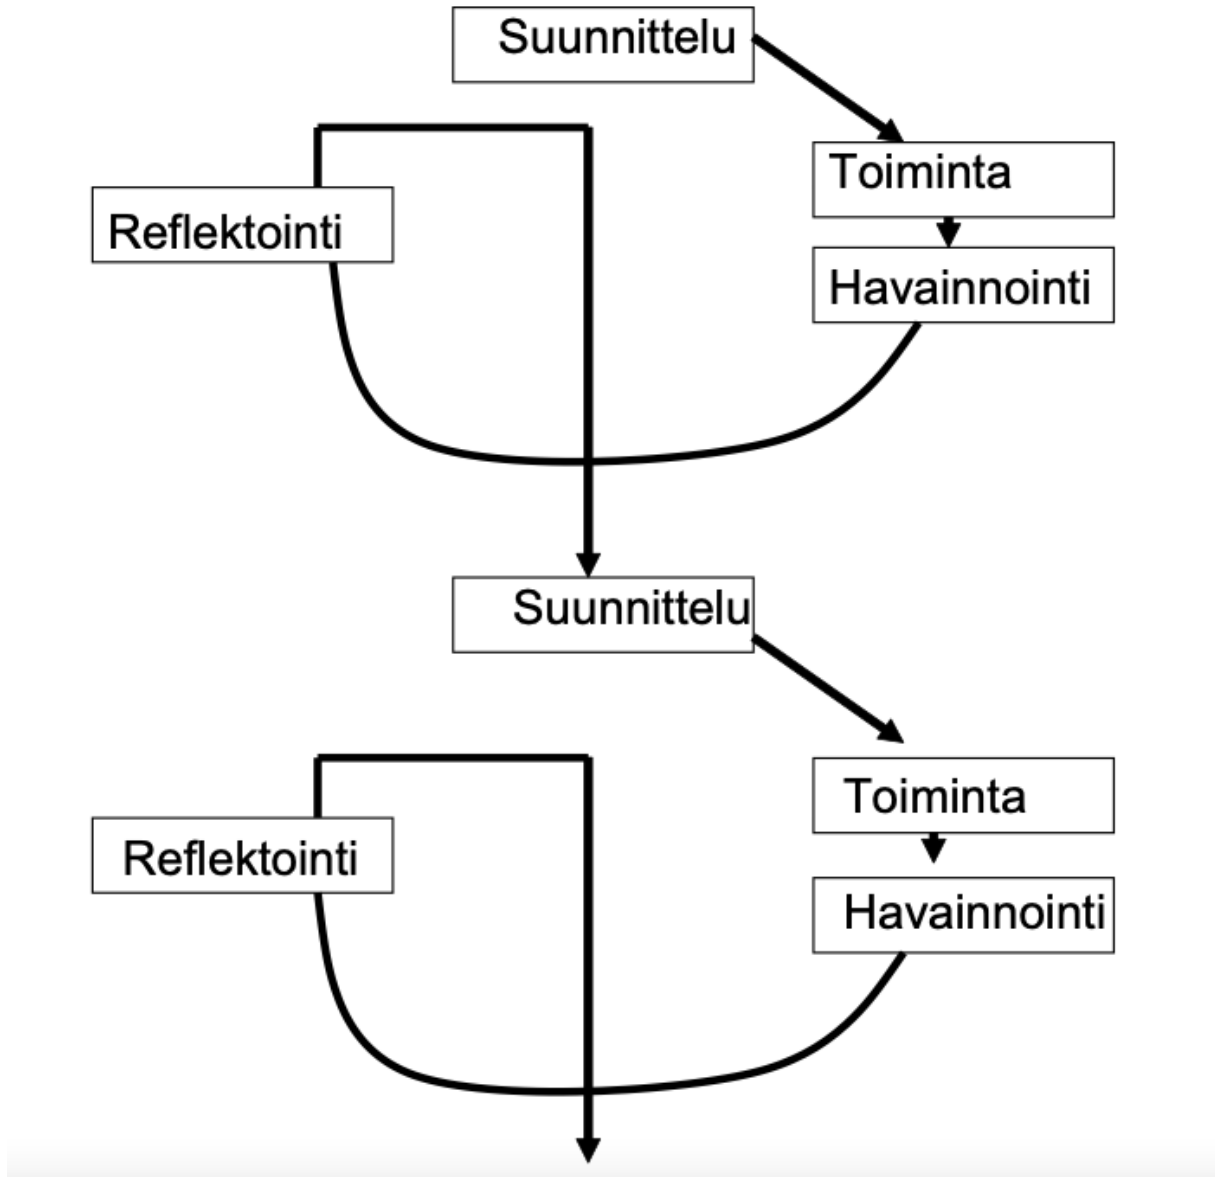 Suunnittelu
Toiminta
Havainnointi
Reflektointi
Suunnittelu
Toiminta
Havainnointi
Reflektointi